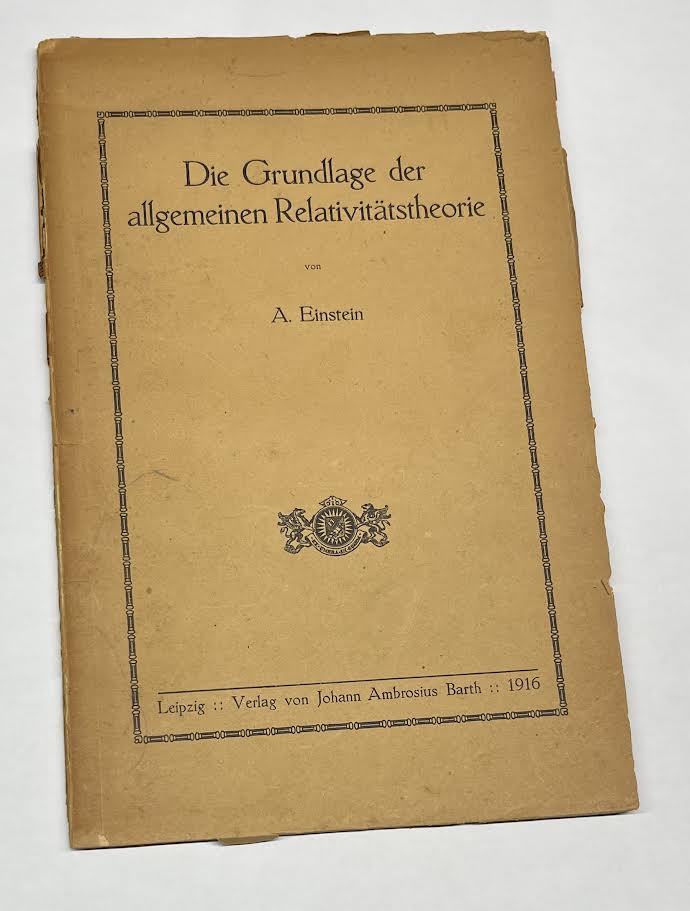 Die Grundlage der
allgemeinen Relativitätstheorie
von
A. Einstein
Leipzig :: Verlag von Johann Ambrosius Barth :: 1916